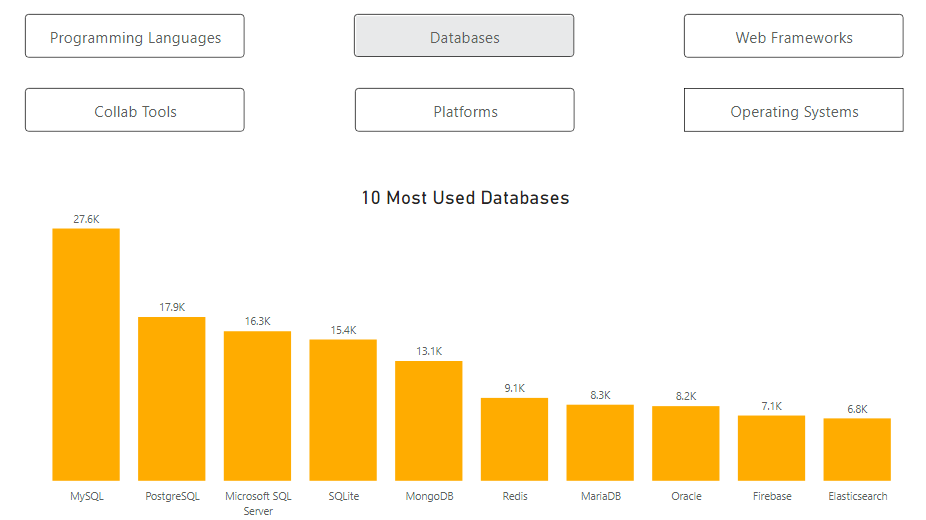 Programming Languages
Databases
Web Frameworks
Collab Tools
Platforms
Operating Systems
10 Most Used Databases
27.6K
17.9K
16.3K
15.4K
13.1K
9.1K
8.3K
8.2K
7.1K
6.8K
MySQL
PostgreSQL
Microsoft SQL
Server
SQLite
MongoDB
Redis
MariaDB
Oracle
Firebase
Elasticsearch